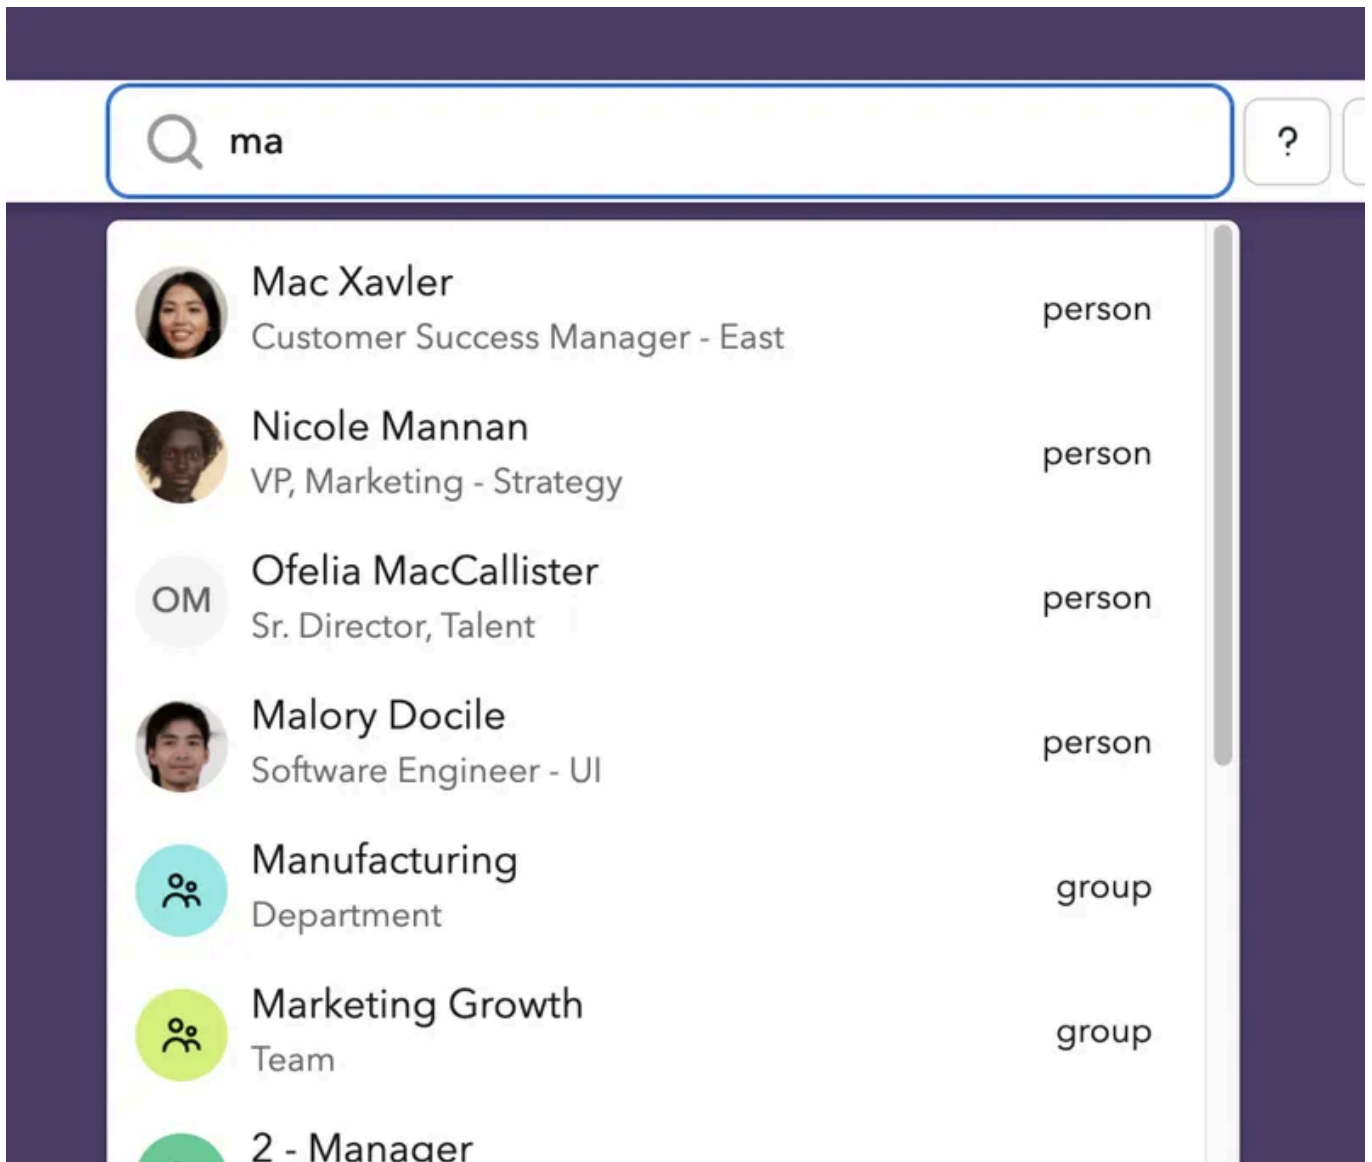 ma
?
Mac Xavler
Customer Success Manager - East
person
Nicole Mannan
VP, Marketing - Strategy
person
OM
Ofelia MacCallister
Sr. Director, Talent
person
Malory Docile
Software Engineer - UI
person
Manufacturing
Department
group
Marketing Growth
Team
group
2 - Manager